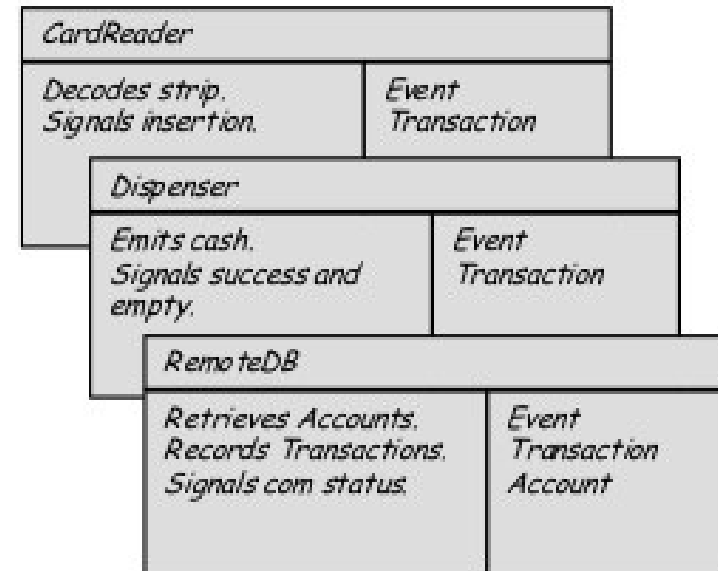 CardReader
Decodes strip.
Signals insertion.
Event
Transaction
Dispenser
Emits cash.
Signals success and
empty.
Event
Transaction
RemoteDB
Retrieves Accounts.
Records Transactions.
Signals com status.
Event
Transaction
Account